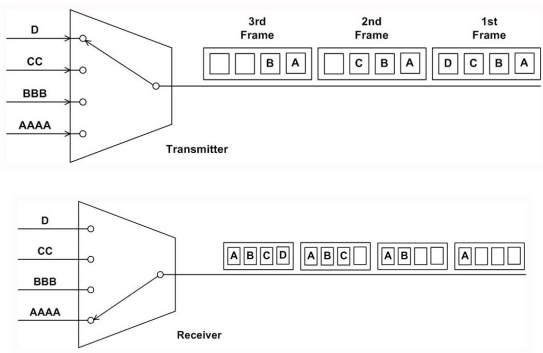 3rd Frame
2nd Frame
1st Frame
D
CC
BBB
AAAA
B A
C B A
D C B A
Transmitter
D
CC
BBB
AAAA
A B C D
A B C
A B
A
Receiver